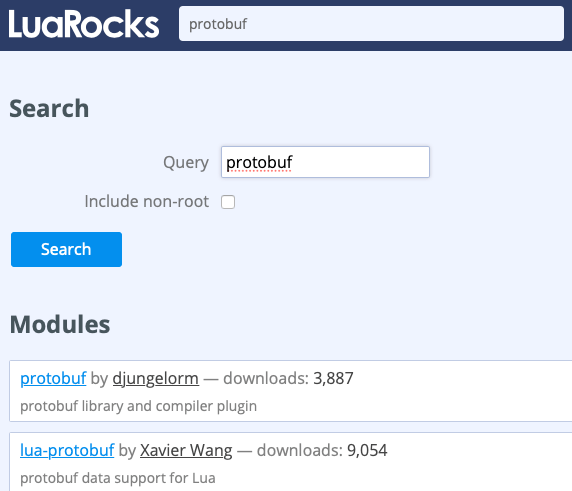 LuaRocks protobuf
Search
Query protobuf
Include non-root
Search
Modules
protobuf by djungelorm — downloads: 3,887
protobuf library and compiler plugin
lua-protobuf by Xavier Wang — downloads: 9,054
protobuf data support for Lua